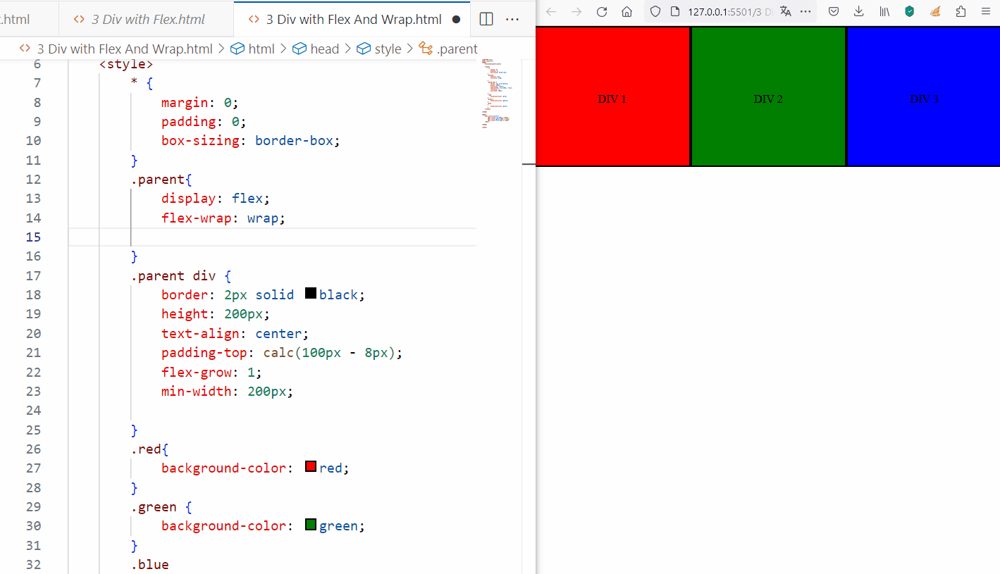 .html
3 Div with Flex.html
3 Div with Flex And Wrap.html
127.0.0.1:5501/3 Di
3 Div with Flex And Wrap.html > html > head > style > .parent
6 <style>
7 * {
8 margin: 0;
9 padding: 0;
10 box-sizing: border-box;
11 }
12 .parent{
13 display: flex;
14 flex-wrap: wrap;
15
16 }
17 .parent div {
18 border: 2px solid black;
19 height: 200px;
20 text-align: center;
21 padding-top: calc(100px - 8px);
22 flex-grow: 1;
23 min-width: 200px;
24
25 }
26 .red{
27 background-color: red;
28 }
29 .green {
30 background-color: green;
31 }
32 .blue
DIV 1
DIV 2
DIV 3